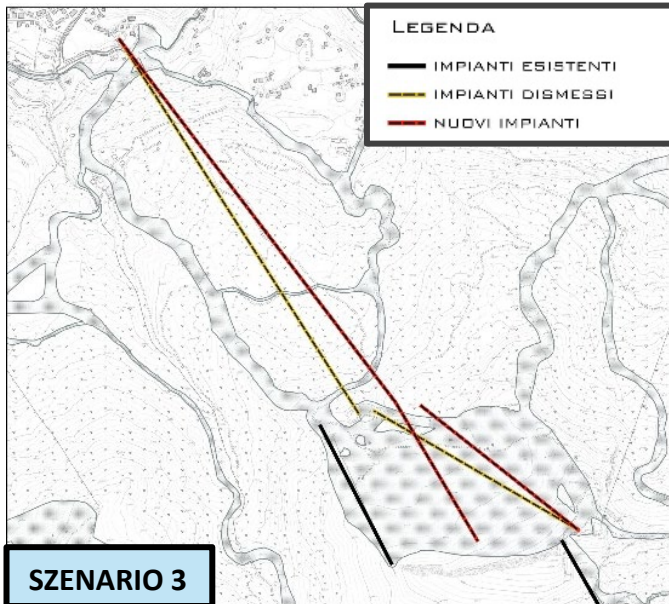 LEGENDA
IMPIANTI ESISTENTI
IMPIANTI DISMESSI
NUOVI IMPIANTI
SZENARIO 3